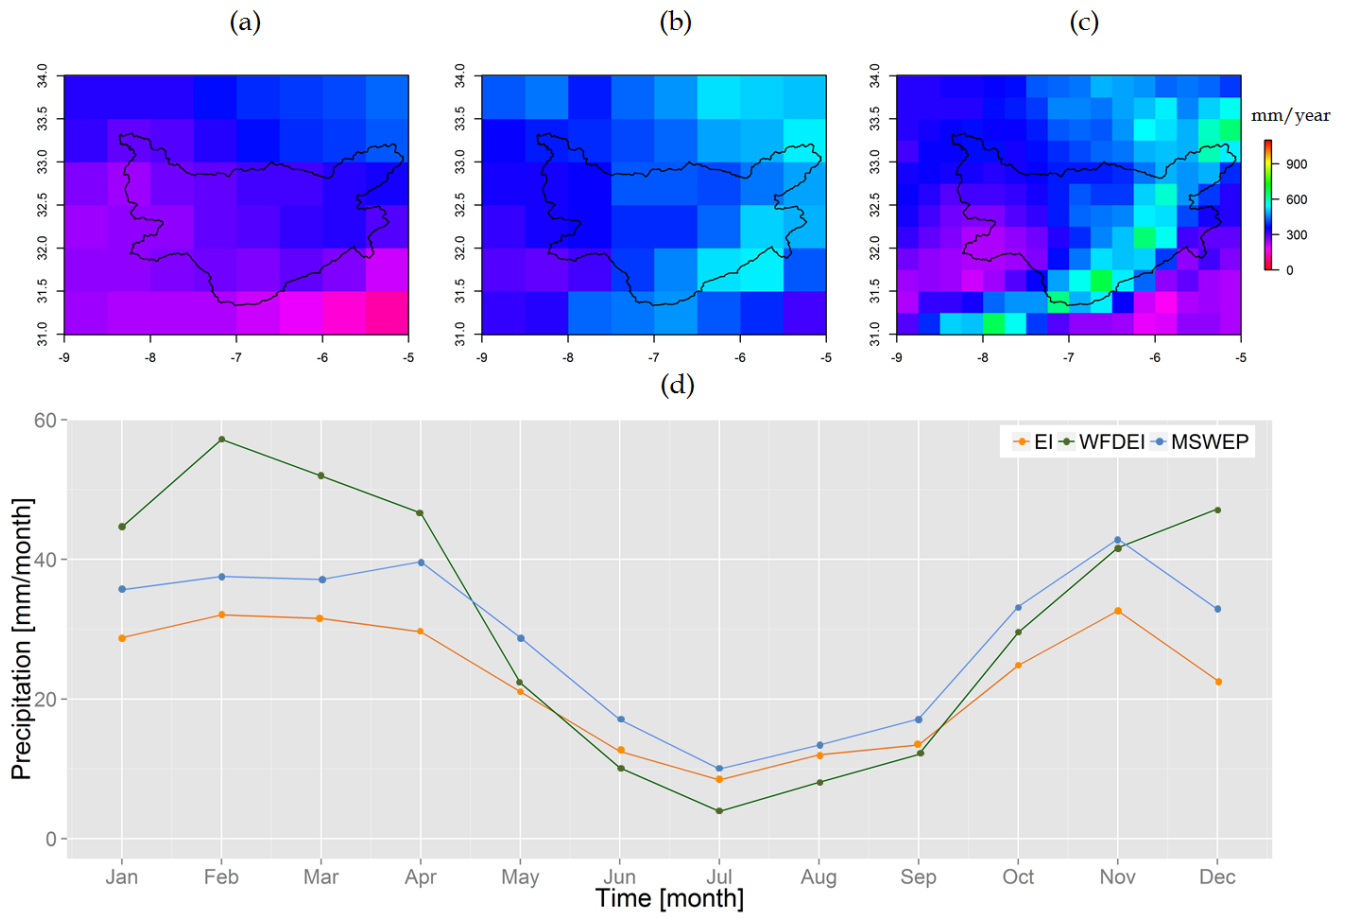 (a) (b) (c)
34.0 34.0 34.0
33.5 33.5 33.5
mm/year
33.0 33.0 33.0
900
32.5 32.5 32.5
600
32.0 32.0 32.0
300
31.5 31.5 31.5
0
31.0 31.0 31.0
-9 -8 -7 -6 -5 -9 -8 -7 -6 -5 -9 -8 -7 -6 -5
(d)
60
EI WFDEI MSWEP
40
20
0
Precipitation [mm/month]
Jan Feb Mar Apr May Jun Jul Aug Sep Oct Nov Dec
Time [month]